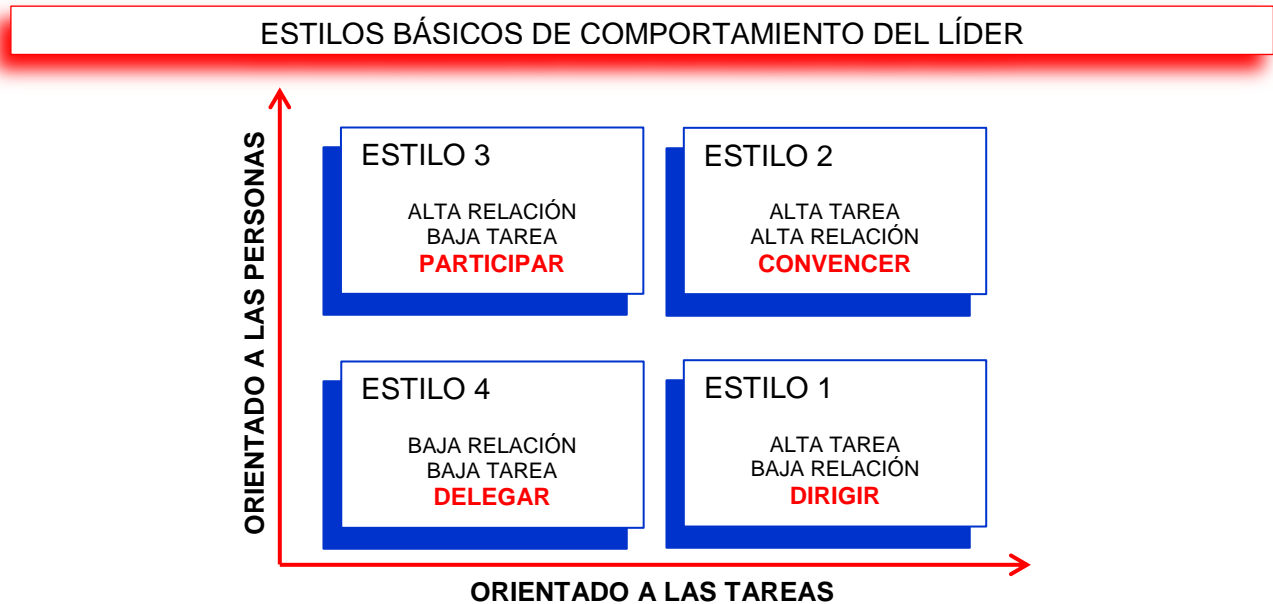 ESTILOS BÁSICOS DE COMPORTAMIENTO DEL LÍDER
ORIENTADO A LAS PERSONAS
ESTILO 3
ALTA RELACIÓN
BAJA TAREA
PARTICIPAR
ESTILO 2
ALTA TAREA
ALTA RELACIÓN
CONVENCER
ESTILO 4
BAJA RELACIÓN
BAJA TAREA
DELEGAR
ESTILO 1
ALTA TAREA
BAJA RELACIÓN
DIRIGIR
ORIENTADO A LAS TAREAS